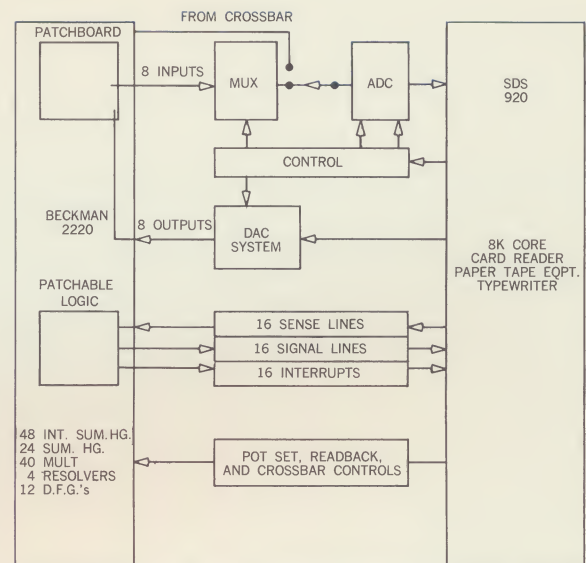 FROM CROSSBAR
PATCHBOARD
8 INPUTS
MUX
ADC
SDS
920
CONTROL
BECKMAN
2220
8 OUTPUTS
DAC
SYSTEM
8K CORE
CARD READER
PAPER TAPE EQPT.
TYPEWRITER
PATCHABLE
LOGIC
16 SENSE LINES
16 SIGNAL LINES
16 INTERRUPTS
48 INT. SUM.HG.
24 SUM. HG.
40 MULT
4 RESOLVERS
12 D.F.G.'s
POT SET, READBACK,
AND CROSSBAR CONTROLS